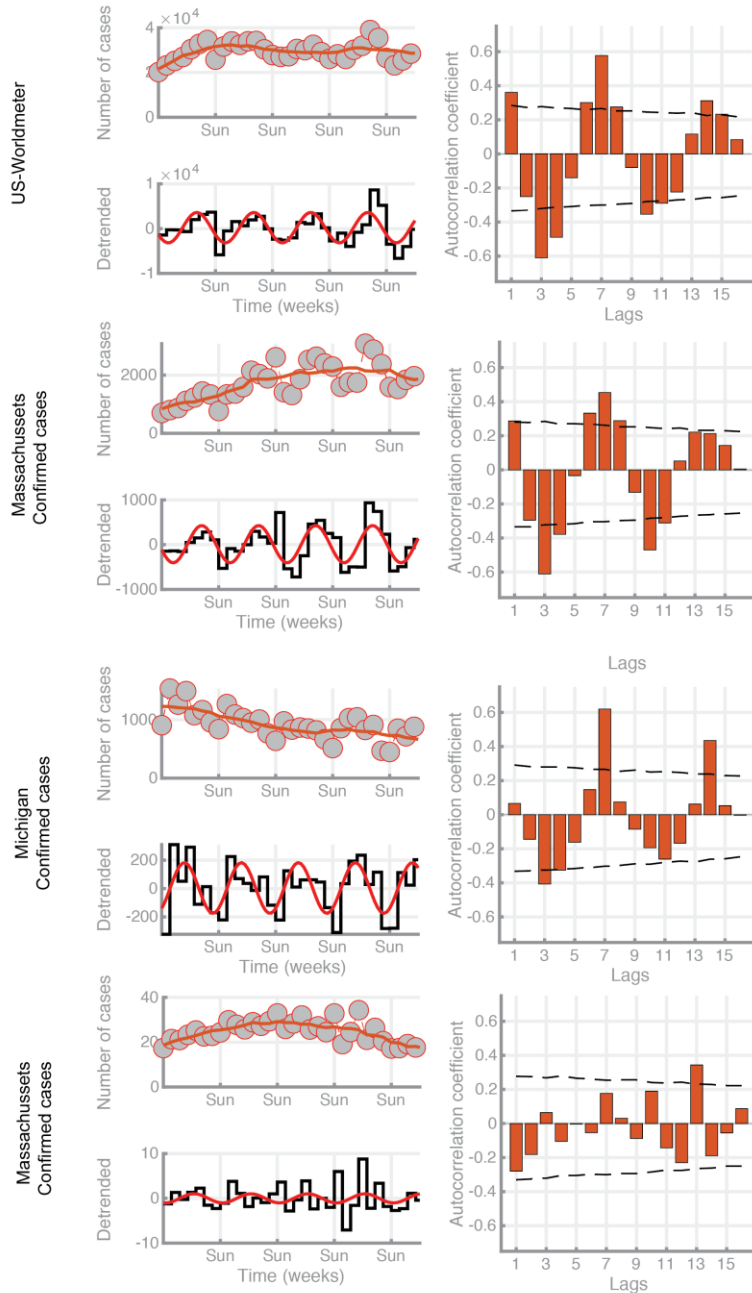 US-Worldmeter
Number of cases
×10⁴
4
2
0
Sun Sun Sun Sun
Detrended
×10⁴
1
0
-1
Sun Sun Sun Sun
Time (weeks)
Autocorrelation coefficient
0.6
0.4
0.2
0
-0.2
-0.4
-0.6
1 3 5 7 9 11 13 15
Lags
Massachussets
Confirmed cases
Number of cases
2000
0
Sun Sun Sun Sun
Detrended
1000
0
-1000
Sun Sun Sun Sun
Time (weeks)
Autocorrelation coefficient
0.6
0.4
0.2
0
-0.2
-0.4
-0.6
1 3 5 7 9 11 13 15
Lags
Michigan
Confirmed cases
Number of cases
1000
0
Sun Sun Sun Sun
Detrended
200
0
-200
Sun Sun Sun Sun
Time (weeks)
Autocorrelation coefficient
0.6
0.4
0.2
0
-0.2
-0.4
-0.6
1 3 5 7 9 11 13 15
Lags
Massachussets
Confirmed cases
Number of cases
40
20
0
Sun Sun Sun Sun
Detrended
10
0
-10
Sun Sun Sun Sun
Time (weeks)
Autocorrelation coefficient
0.6
0.4
0.2
0
-0.2
-0.4
-0.6
1 3 5 7 9 11 13 15
Lags